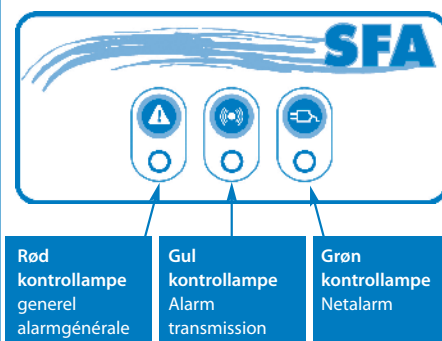 SFA
Rød
kontrollampe
generel
alarmgénérale
Gul
kontrollampe
Alarm
transmission
Grøn
kontrollampe
Netalarm